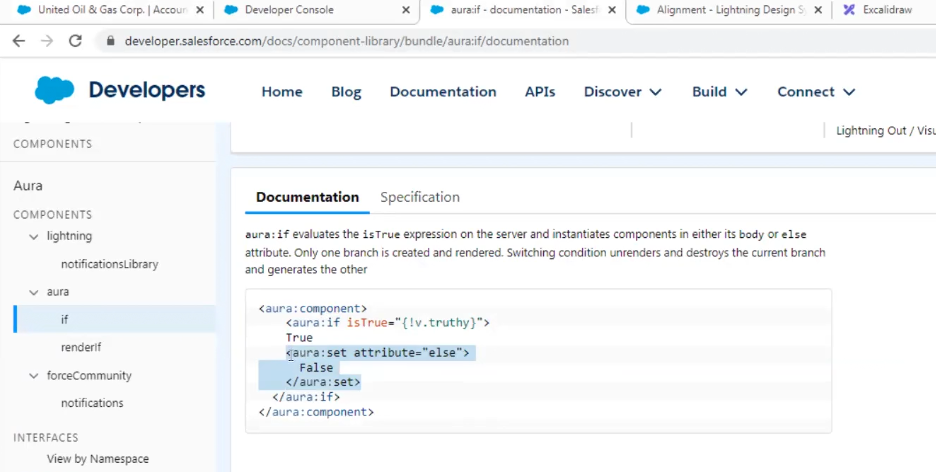 United Oil & Gas Corp. | Accoun
Developer Console
aura:if - documentation - Salesf
Alignment - Lightning Design Sy
Excalidraw
developer.salesforce.com/docs/component-library/bundle/aura:if/documentation
Developers
Home
Blog
Documentation
APIs
Discover
Build
Connect
COMPONENTS
Lightning Out / Visu
Aura
COMPONENTS
lightning
notificationsLibrary
aura
if
renderIf
forceCommunity
notifications
INTERFACES
View by Namespace
Documentation
Specification
aura:if evaluates the isTrue expression on the server and instantiates components in either its body or else
attribute. Only one branch is created and rendered. Switching condition unrenders and destroys the current branch
and generates the other
<aura:component>
<aura:if isTrue="{!v.truthy}">
True
<aura:set attribute="else">
False
</aura:set>
</aura:if>
</aura:component>